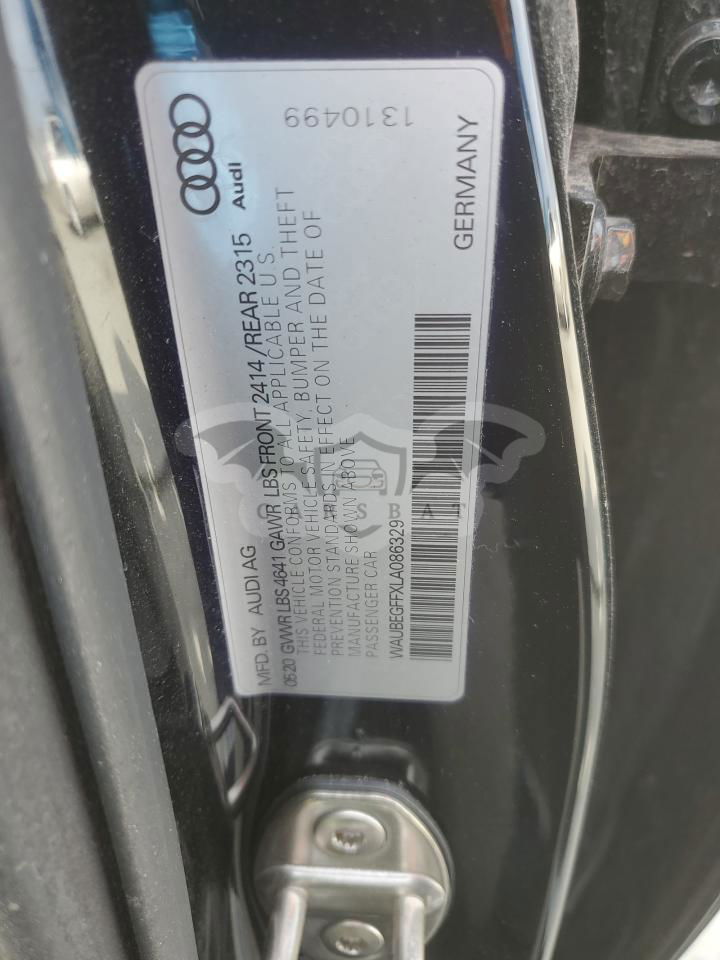 1310499
Audi
MFD. BY AUDI AG
0520 GVWR LBS 4641 GAWR LBS FRONT 2414 / REAR 2315
THIS VEHICLE CONFORMS TO ALL APPLICABLE U.S.
FEDERAL MOTOR VEHICLE SAFETY, BUMPER AND THEFT
PREVENTION STANDARDS IN EFFECT ON THE DATE OF
MANUFACTURE SHOWN ABOVE
PASSENGER CAR
WAUBEGFFXLA086329
GERMANY
CARSBAT